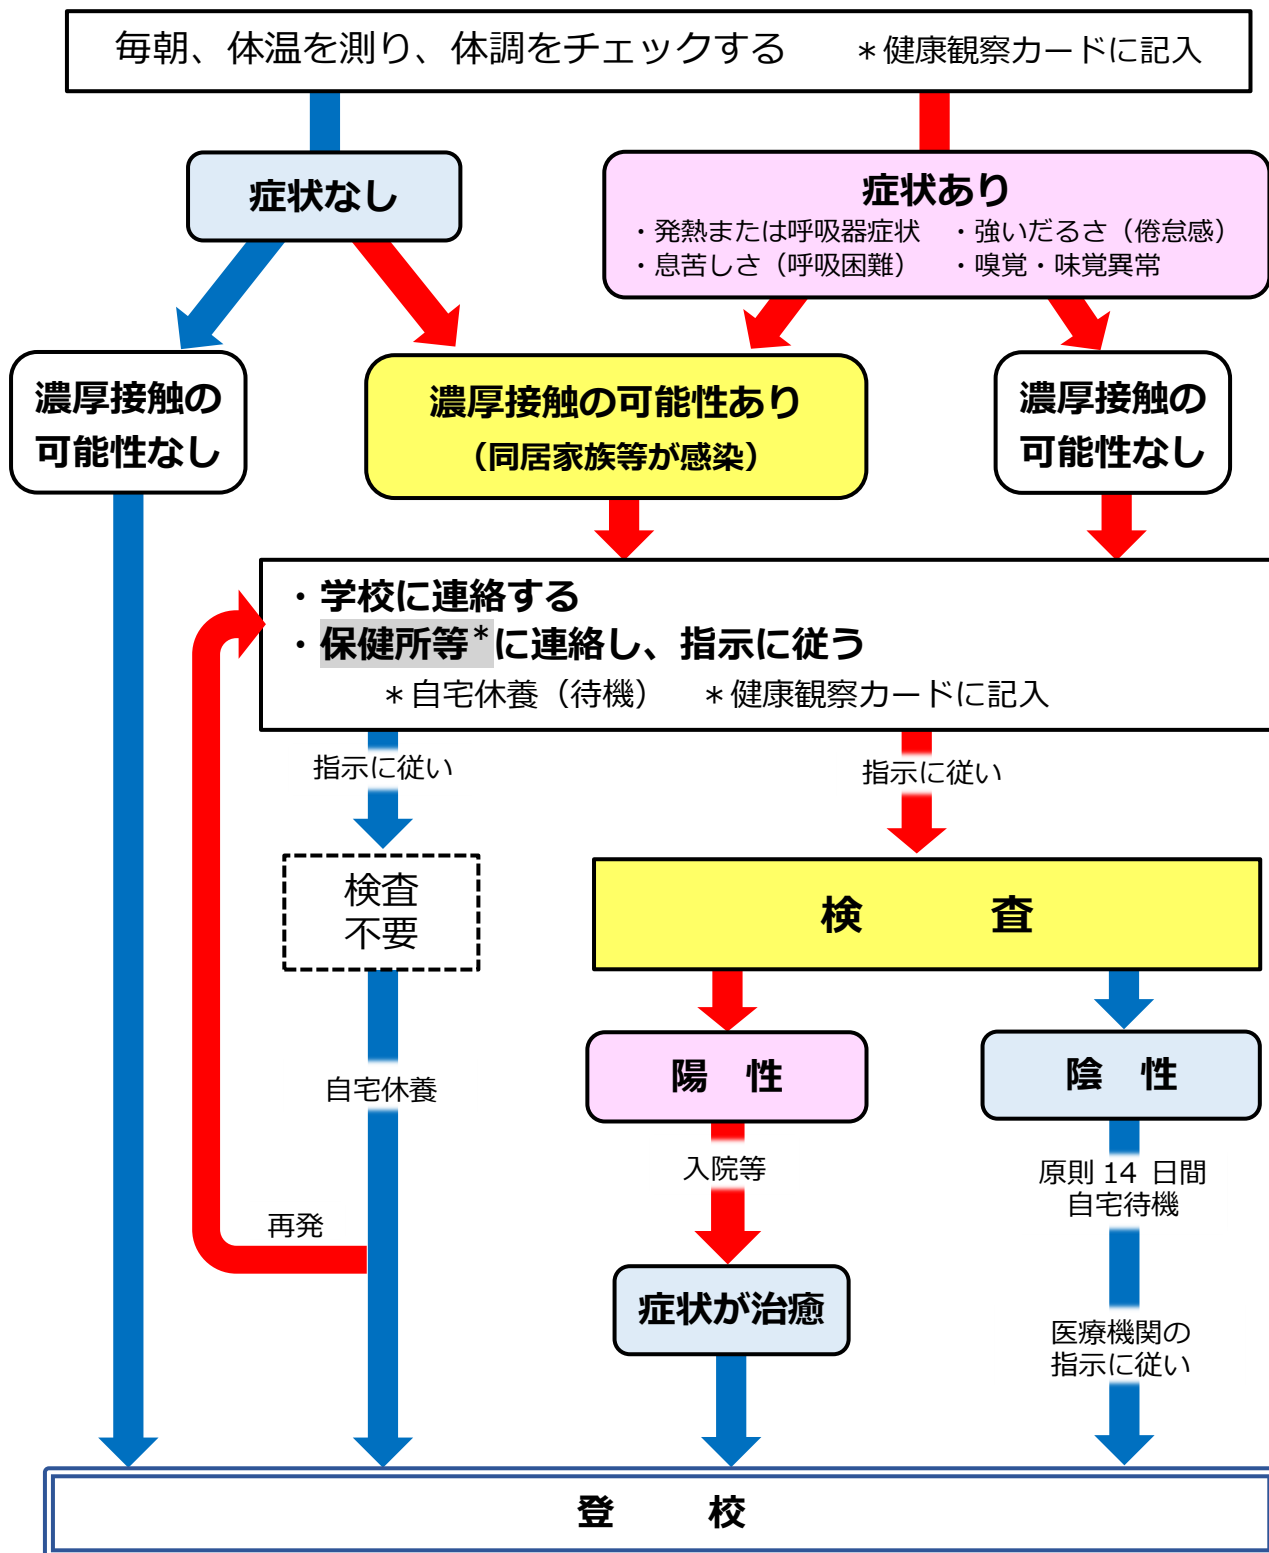 毎朝、体温を測り、体調をチェックする　＊健康観察カードに記入
症状なし
症状あり
・発熱または呼吸器症状　・強いだるさ（倦怠感）
・息苦しさ（呼吸困難）　・嗅覚・味覚異常
濃厚接触の
可能性なし
濃厚接触の可能性あり
（同居家族等が感染）
濃厚接触の
可能性なし
・学校に連絡する
・保健所等*に連絡し、指示に従う
＊自宅休養（待機）　＊健康観察カードに記入
指示に従い
指示に従い
検査
不要
検　査
陽　性
陰　性
自宅休養
入院等
原則 14 日間
自宅待機
再発
症状が治癒
医療機関の
指示に従い
登　校